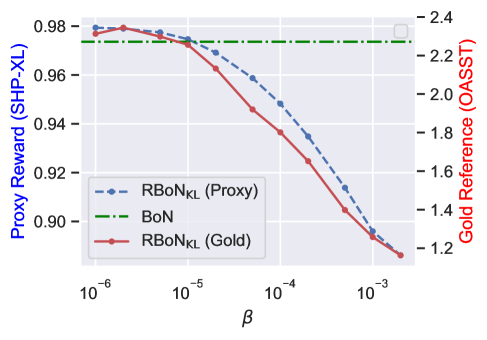 Proxy Reward (SHP-XL)
0.98
0.96
0.94
0.92
0.90
2.4
2.2
2.0
1.8
1.6
1.4
1.2
Gold Reference (OASST)
RBoN_KL (Proxy)
BoN
RBoN_KL (Gold)
10⁻⁶
10⁻⁵
10⁻⁴
10⁻³
β